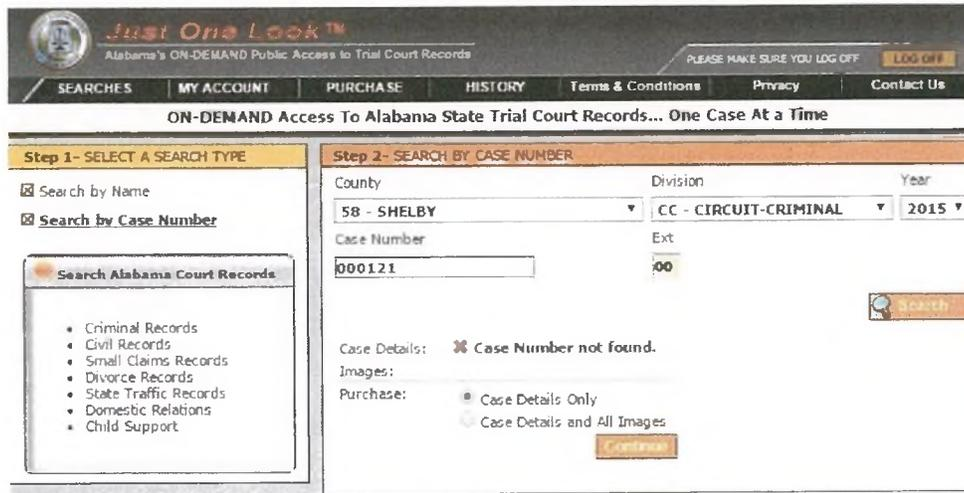 Just One Look™
Alabama's ON-DEMAND Public Access to Trial Court Records
PLEASE MAKE SURE YOU LOG OFF
LOG OFF
SEARCHES MY ACCOUNT PURCHASE HISTORY Terms & Conditions Privacy Contact Us
ON-DEMAND Access To Alabama State Trial Court Records... One Case At a Time
Step 1- SELECT A SEARCH TYPE
Search by Name
Search by Case Number
Search Alabama Court Records
• Criminal Records
• Civil Records
• Small Claims Records
• Divorce Records
• State Traffic Records
• Domestic Relations
• Child Support
Step 2- SEARCH BY CASE NUMBER
County Division Year
58 - SHELBY CC - CIRCUIT-CRIMINAL 2015
Case Number Ext
000121 00
Search
Case Details: ✖ Case Number not found.
Images:
Purchase: Case Details Only
Case Details and All Images
Continue